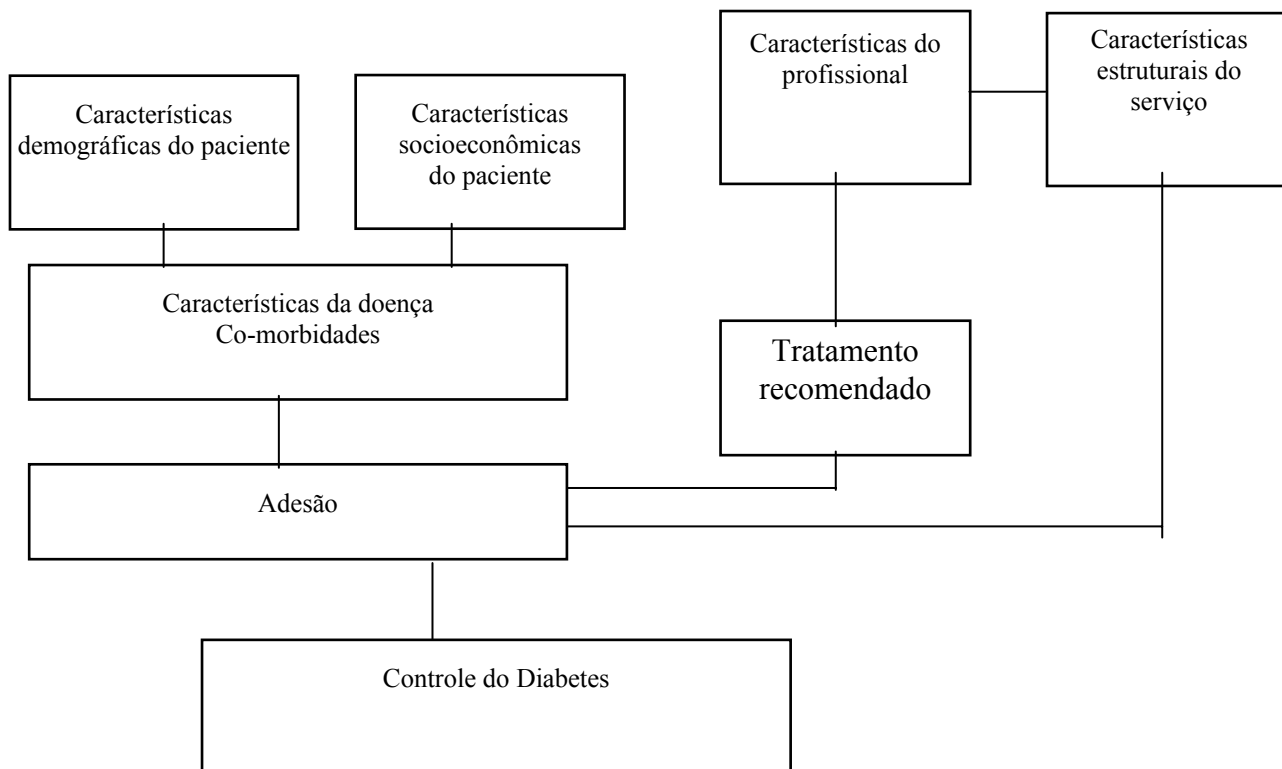 Características
demográficas do paciente
Características
socioeconômicas
do paciente
Características do
profissional
Características
estruturais do
serviço
Características da doença
Co-morbidades
Tratamento
recomendado
Adesão
Controle do Diabetes